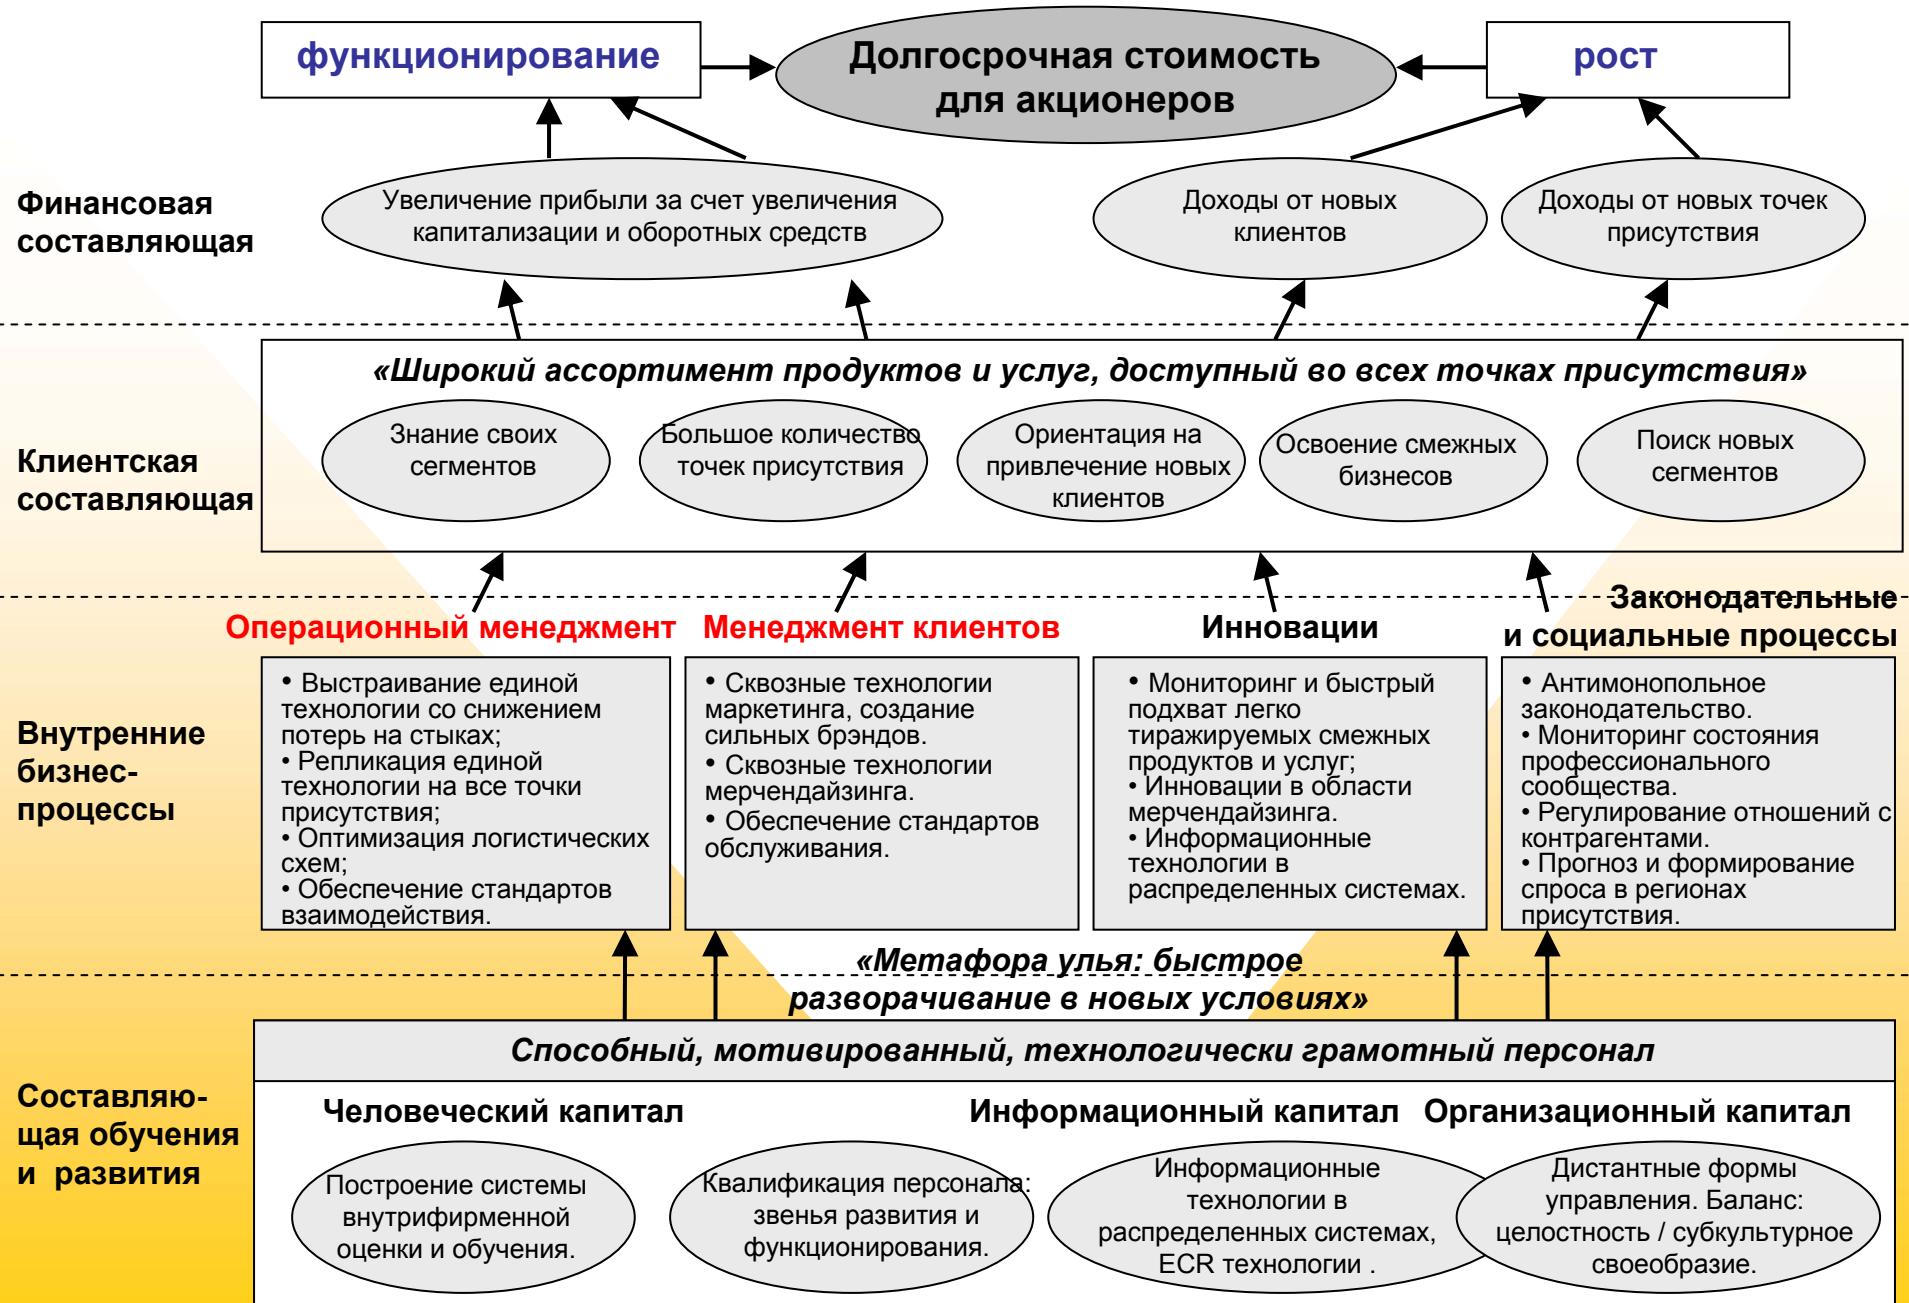 функционирование
Долгосрочная стоимость
для акционеров
рост
Финансовая
составляющая
Увеличение прибыли за счет увеличения
капитализации и оборотных средств
Доходы от новых
клиентов
Доходы от новых точек
присутствия
«Широкий ассортимент продуктов и услуг, доступный во всех точках присутствия»
Клиентская
составляющая
Знание своих
сегментов
Большое количество
точек присутствия
Ориентация на
привлечение новых
клиентов
Освоение смежных
бизнесов
Поиск новых
сегментов
Внутренние
бизнес-
процессы
Операционный менеджмент
• Выстраивание единой
технологии со снижением
потерь на стыках;
• Репликация единой
технологии на все точки
присутствия;
• Оптимизация логистических
схем;
• Обеспечение стандартов
взаимодействия.
Менеджмент клиентов
• Сквозные технологии
маркетинга, создание
сильных брэндов.
• Сквозные технологии
мерчендайзинга.
• Обеспечение стандартов
обслуживания.
Инновации
• Мониторинг и быстрый
подхват легко
тиражируемых смежных
продуктов и услуг;
• Инновации в области
мерчендайзинга.
• Информационные
технологии в
распределенных системах.
Законодательные
и социальные процессы
• Антимонопольное
законодательство.
• Мониторинг состояния
профессионального
сообщества.
• Регулирование отношений с
контрагентами.
• Прогноз и формирование
спроса в регионах
присутствия.
«Метафора улья: быстрое
разворачивание в новых условиях»
Способный, мотивированный, технологически грамотный персонал
Составляю-
щая обучения
и развития
Человеческий капитал
Информационный капитал
Организационный капитал
Построение системы
внутрифирменной
оценки и обучения.
Квалификация персонала:
звенья развития и
функционирования.
Информационные
технологии в
распределенных системах,
ECR технологии .
Дистантные формы
управления. Баланс:
целостность / субкультурное
своеобразие.